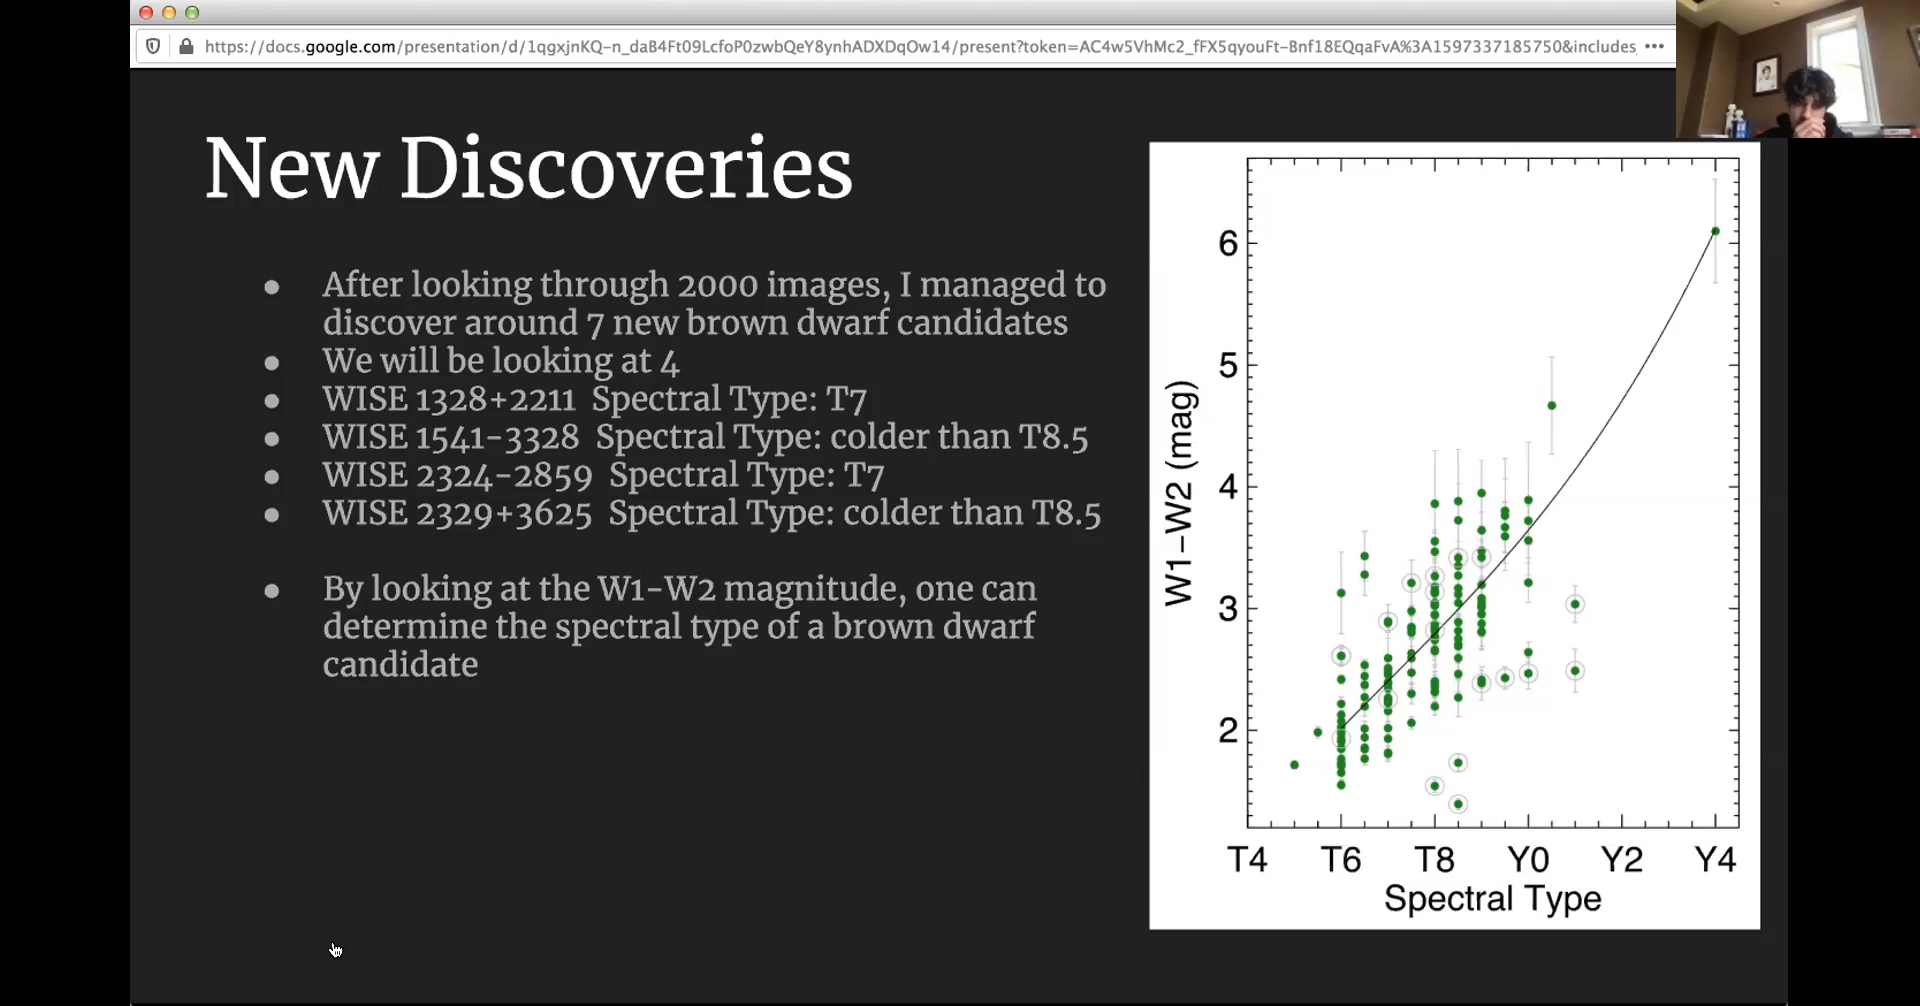 https://docs.google.com/presentation/d/1qgxjnKQ-n_daB4Ft09LcfoP0zwbQeY8ynhADXDqOw14/present?token=AC4w5VhMc2_fFX5qyouFt-Bnf18EQqaFvA%3A1597337185750&includes
New Discoveries
● After looking through 2000 images, I managed to
discover around 7 new brown dwarf candidates
● We will be looking at 4
● WISE 1328+2211 Spectral Type: T7
● WISE 1541-3328 Spectral Type: colder than T8.5
● WISE 2324-2859 Spectral Type: T7
● WISE 2329+3625 Spectral Type: colder than T8.5
● By looking at the W1-W2 magnitude, one can
determine the spectral type of a brown dwarf
candidate
W1-W2 (mag)
6
5
4
3
2
T4 T6 T8 Y0 Y2 Y4
Spectral Type